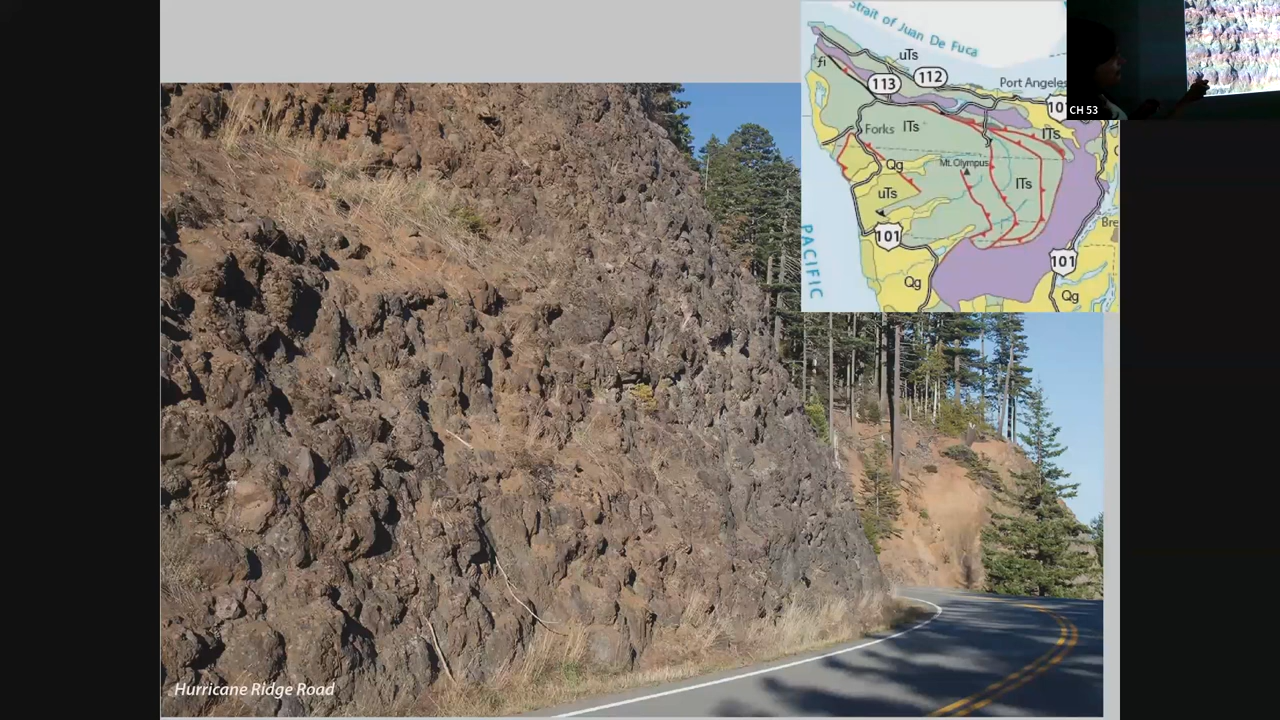 Strait of Juan De Fuca
uTs
112
113
Port Angeles
CH 53
Forks
lTs
lTs
Qg
Mt. Olympus
lTs
uTs
101
101
Qg
Qg
PACIFIC
Hurricane Ridge Road